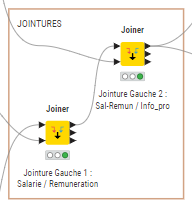 JOINTURES
Joiner
Jointure Gauche 2 :
Sal-Remun / Info_pro
Joiner
Jointure Gauche 1 :
Salarie / Remuneration